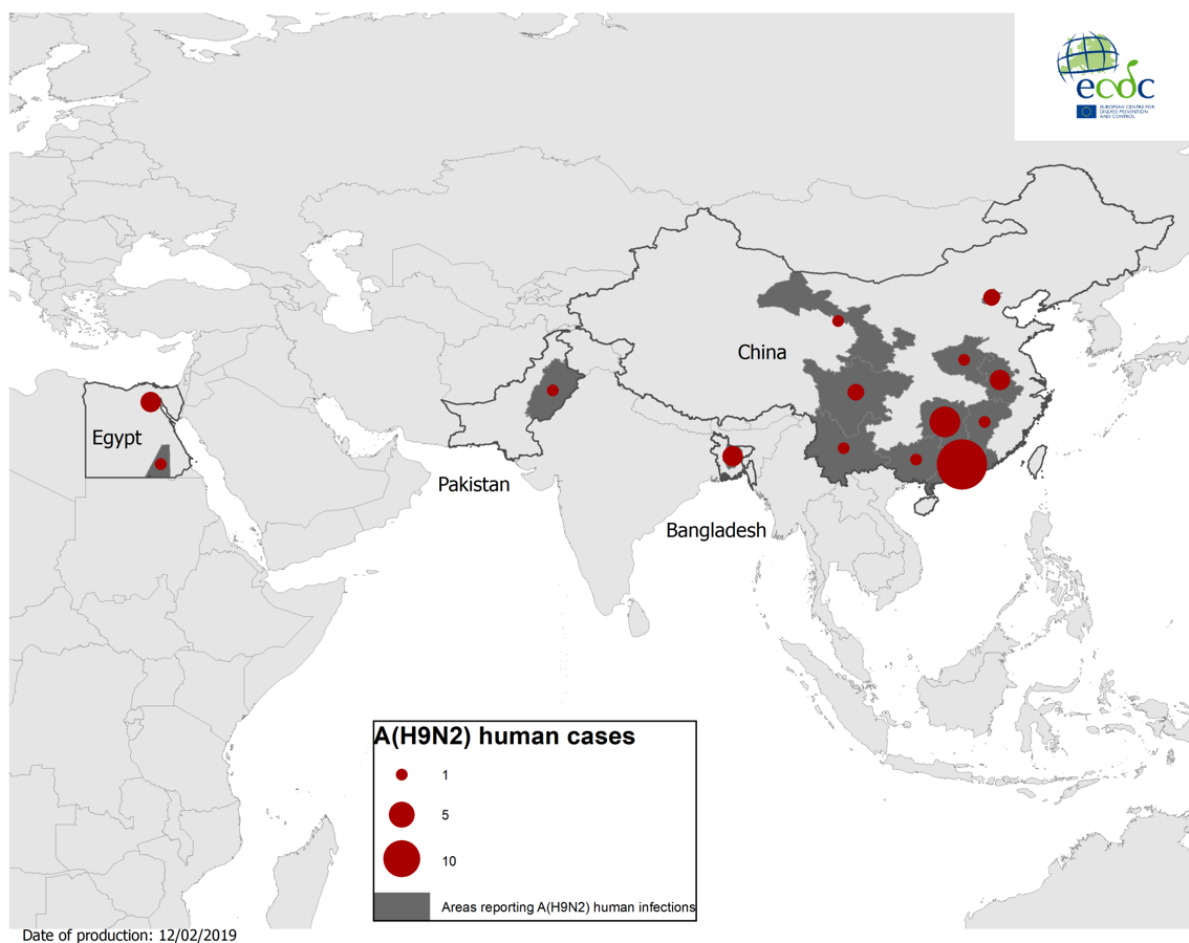 ecdc
EUROPEAN CENTRE FOR
DISEASE PREVENTION
AND CONTROL
China
Egypt
Pakistan
Bangladesh
A(H9N2) human cases
1
5
10
Areas reporting A(H9N2) human infections
Date of production: 12/02/2019